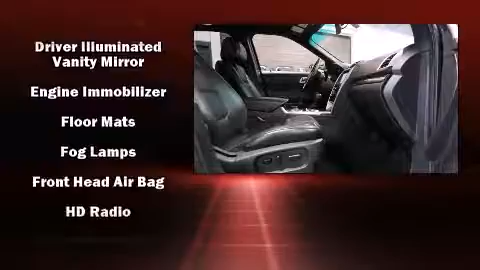 Driver Illuminated
Vanity Mirror
Engine Immobilizer
Floor Mats
Fog Lamps
Front Head Air Bag
HD Radio